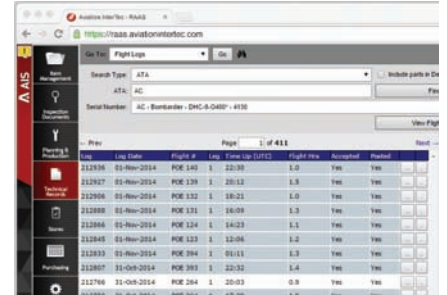 Aviation InterTec - RAAS
https://raas.aviationintertec.com
AIS
Go To: Flight Logs Go
Item Management
Search Type: ATA Include parts in De
ATA: AC Fin
Inspection Documents
Serial Number: AC - Bombardier - DHC-8-Q400* - 4130
View Fligh
Planning & Production
Prev Page 1 of 411 Next
Log Log Date Flight # Leg Time Up (UTC) Flight Hrs Accepted Posted
212936 01-Nov-2014 POE 140 1 22:30 1.0 Yes Yes
212927 01-Nov-2014 POE 139 1 20:12 1.5 Yes Yes
Technical Records
212906 01-Nov-2014 POE 132 1 18:21 1.0 Yes Yes
212888 01-Nov-2014 POE 131 1 16:09 1.3 Yes Yes
212866 01-Nov-2014 POE 124 1 14:23 1.1 Yes Yes
Stores
212845 01-Nov-2014 POE 123 1 12:06 1.2 Yes Yes
212833 01-Nov-2014 POE 394 1 01:11 1.3 Yes Yes
Purchasing
212807 31-Oct-2014 POE 393 1 22:32 1.4 Yes Yes
212766 31-Oct-2014 POE 264 1 20:03 0.9 Yes Yes